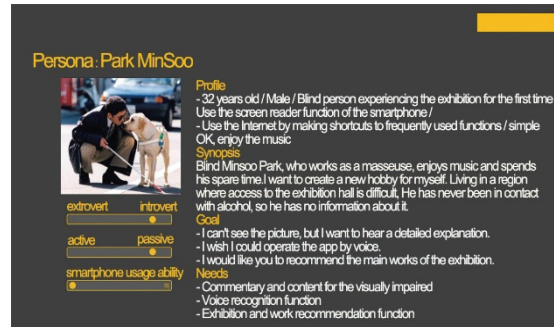 Persona : Park MinSoo
Profile
- 32 years old / Male / Blind person experiencing the exhibition for the first time
Use the screen reader function of the smartphone /
- Use the Internet by making shortcuts to frequently used functions / simple
OK, enjoy the music
Synopsis
Blind Minsoo Park, who works as a masseuse, enjoys music and spends
his spare time.I want to create a new hobby for myself. Living in a region
where access to the exhibition hall is difficult, He has never been in contact
with alcohol, so he has no information about it.
Goal
- I can't see the picture, but I want to hear a detailed explanation.
- I wish I could operate the app by voice.
- I would like you to recommend the main works of the exhibition.
Needs
- Commentary and content for the visually impaired
- Voice recognition function
- Exhibition and work recommendation function
extrovert introvert
active passive
smartphone usage ability